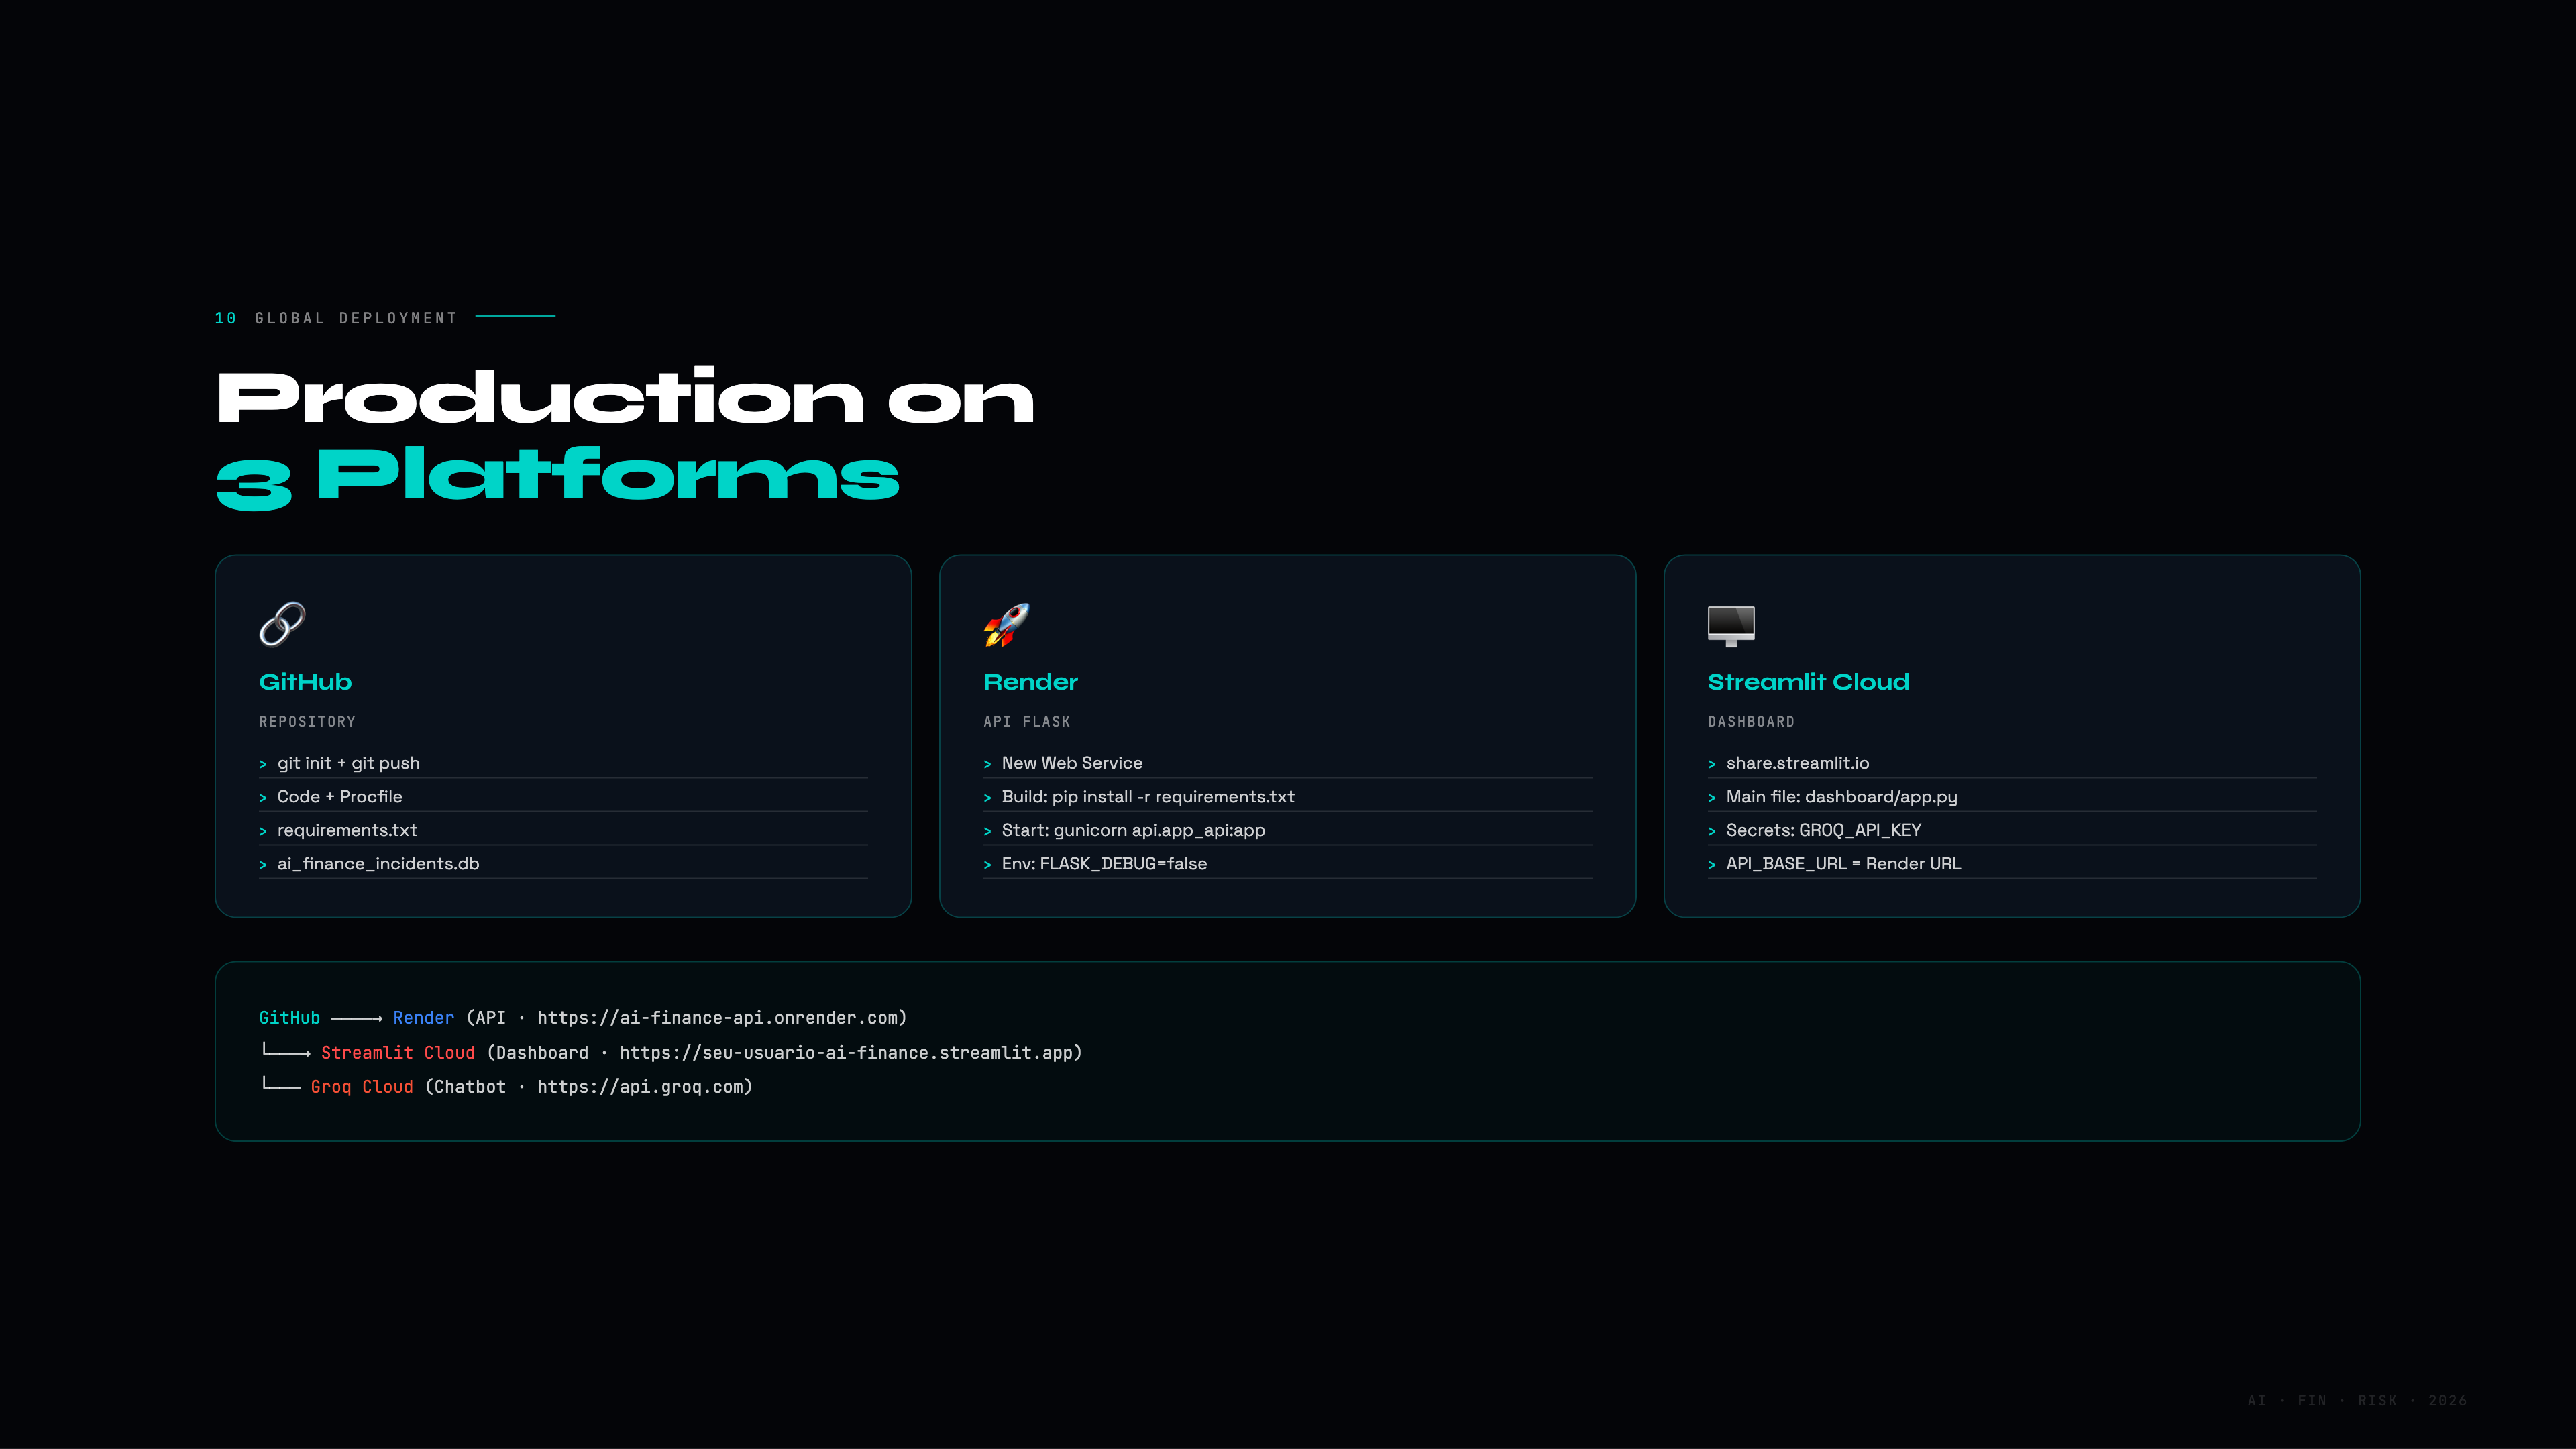 10 GLOBAL DEPLOYMENT
Production on
3 Platforms
GitHub
REPOSITORY
> git init + git push
> Code + Procfile
> requirements.txt
> ai_finance_incidents.db
Render
API FLASK
> New Web Service
> Build: pip install -r requirements.txt
> Start: gunicorn api.app_api:app
> Env: FLASK_DEBUG=false
Streamlit Cloud
DASHBOARD
> share.streamlit.io
> Main file: dashboard/app.py
> Secrets: GROQ_API_KEY
> API_BASE_URL = Render URL
GitHub ────→ Render (API · https://ai-finance-api.onrender.com)
└───→ Streamlit Cloud (Dashboard · https://seu-usuario-ai-finance.streamlit.app)
└─── Groq Cloud (Chatbot · https://api.groq.com)
AI · FIN · RISK · 2026